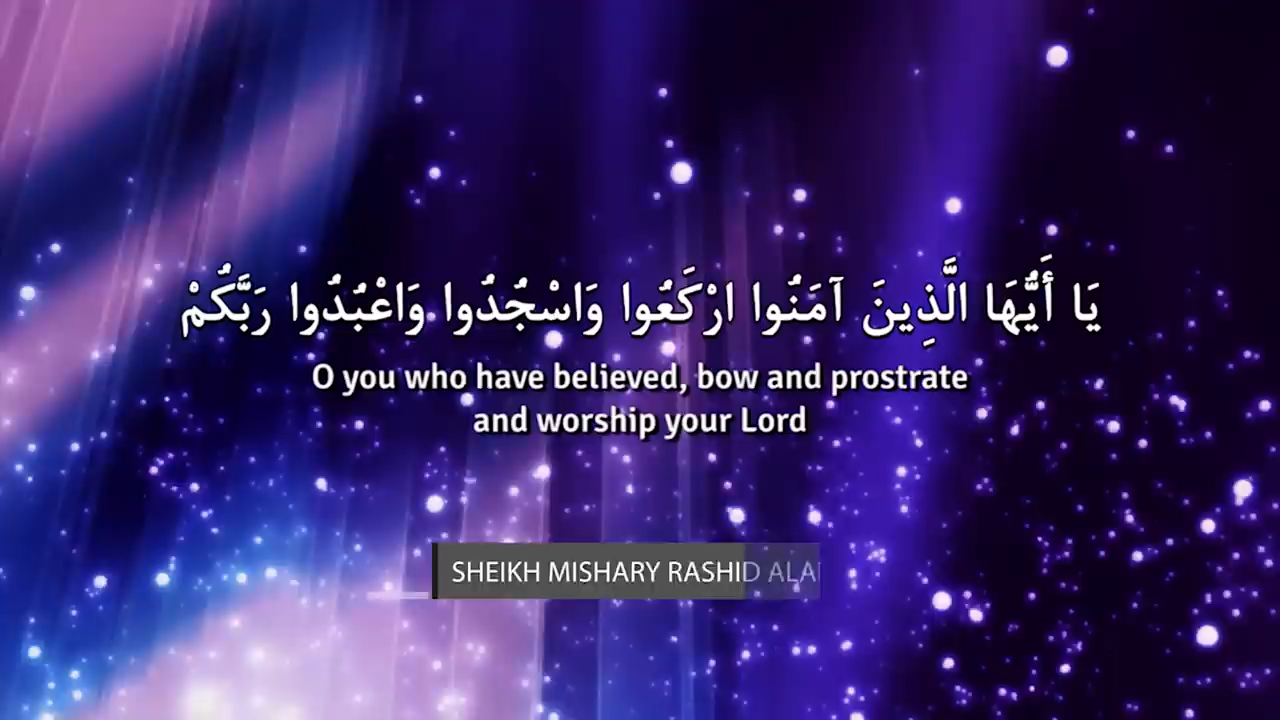 يَا أَيُّهَا الَّذِينَ آمَنُوا ارْكَعُوا وَاسْجُدُوا وَاعْبُدُوا رَبَّكُمْ
O you who have believed, bow and prostrate
and worship your Lord
SHEIKH MISHARY RASHID